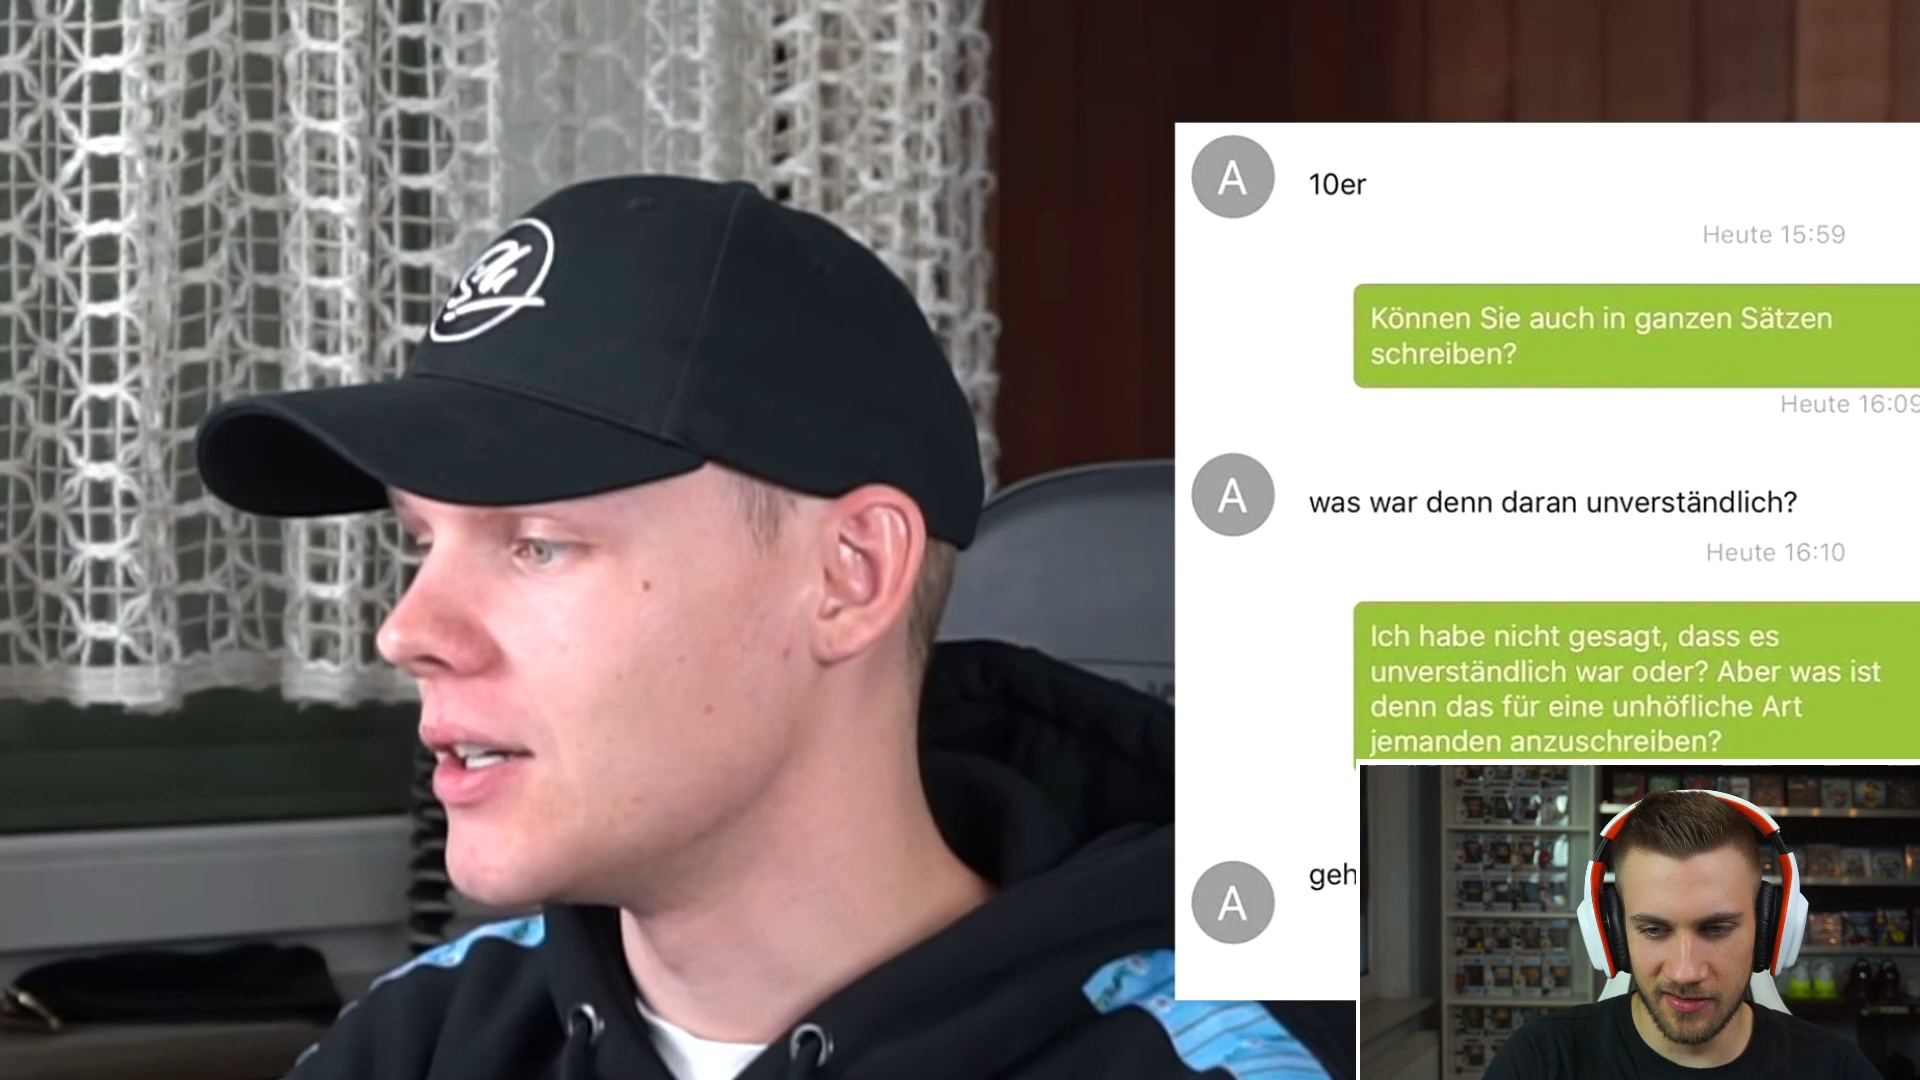 A
10er
Heute 15:59
Können Sie auch in ganzen Sätzen
schreiben?
Heute 16:09
A
was war denn daran unverständlich?
Heute 16:10
Ich habe nicht gesagt, dass es
unverständlich war oder? Aber was ist
denn das für eine unhöfliche Art
jemanden anzuschreiben?
A
geh